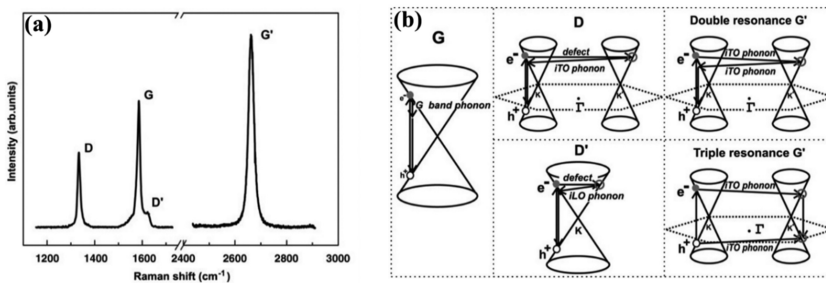 (a)
G'
G
D
D'
Intensity (arb.units)
1200 1400 1600 2400 2600 2800 3000
Raman shift (cm⁻¹)
(b)
G
e⁻
G band phonon
h⁺
D
defect
e⁻
iTO phonon
K
Γ
h⁺
Double resonance G'
iTO phonon
e⁻
iTO phonon
K
Γ
h⁺
D'
defect
e⁻
iLO phonon
K
h⁺
Triple resonance G'
iTO phonon
e⁻
K
Γ
h⁺
iTO phonon